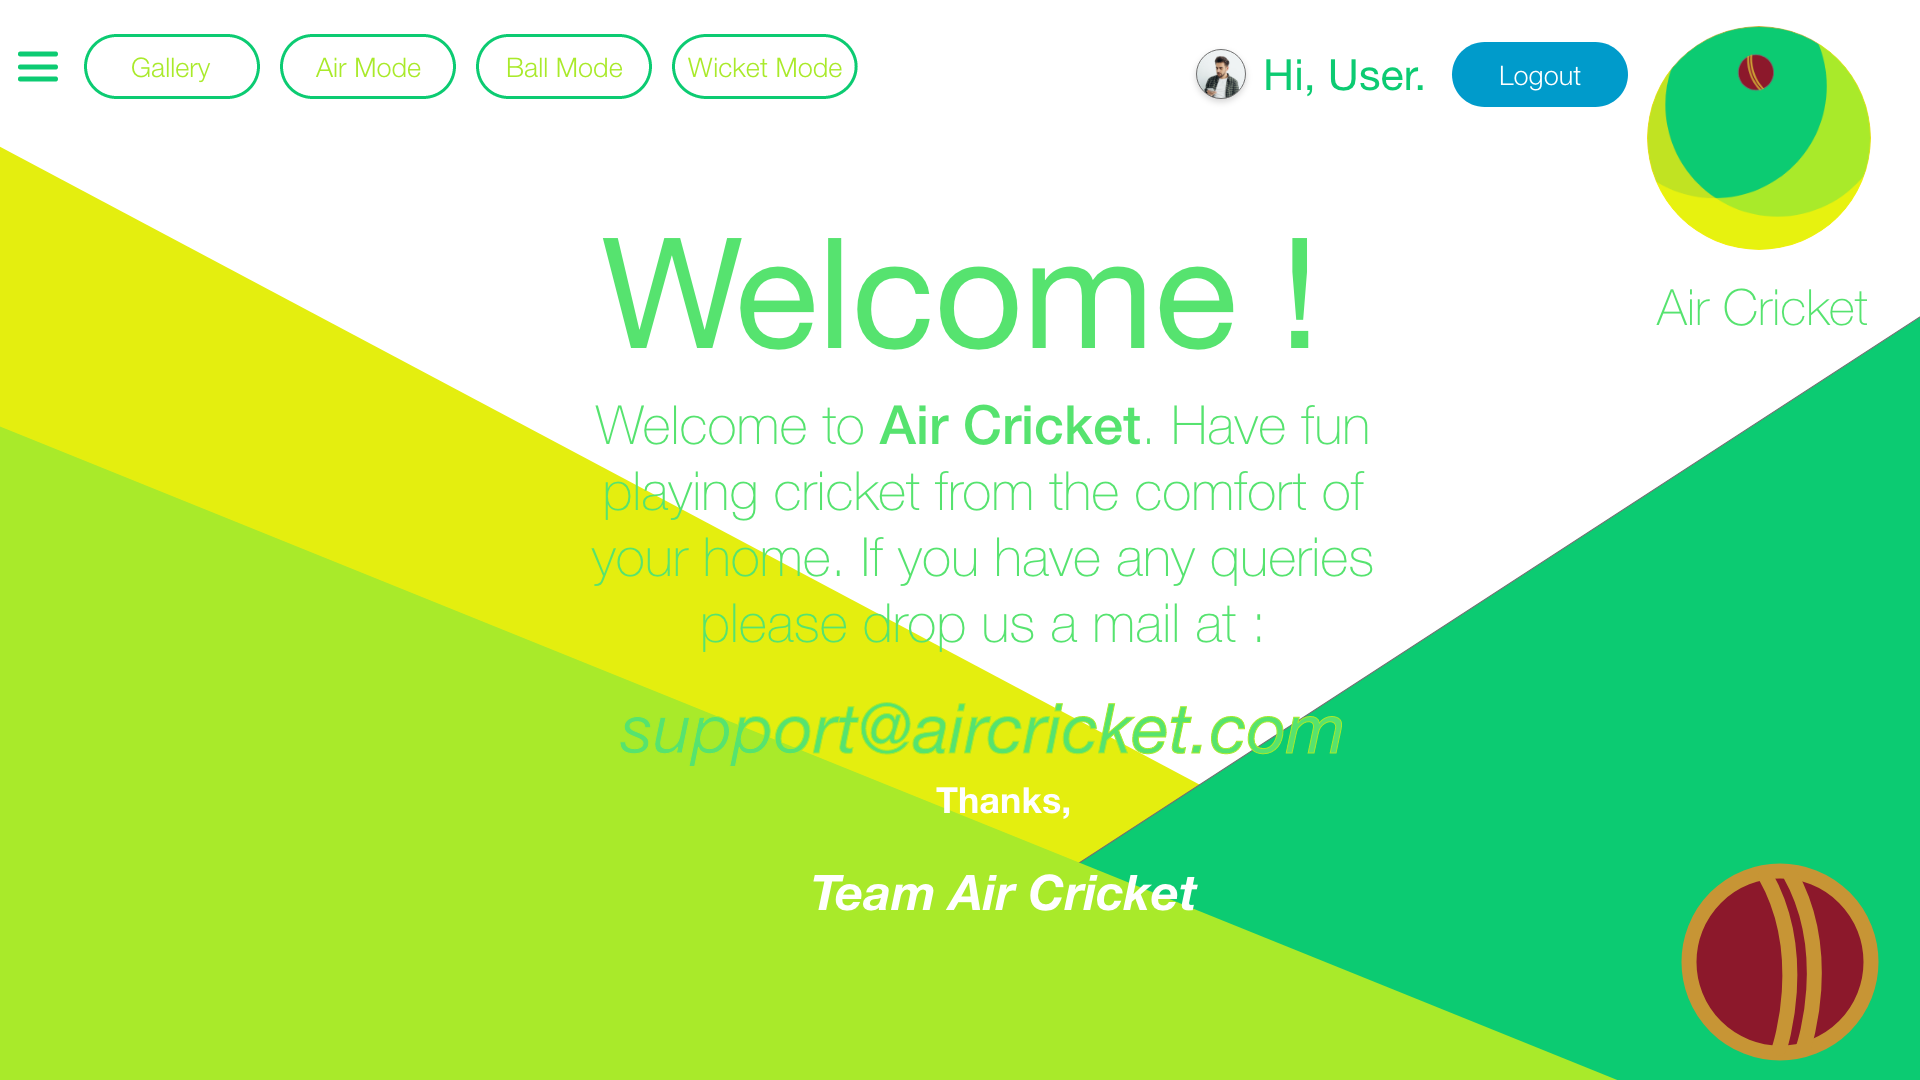 Gallery
Air Mode
Ball Mode
Wicket Mode
Hi, User.
Logout
Air Cricket
Welcome !
Welcome to Air Cricket. Have fun
playing cricket from the comfort of
your home. If you have any queries
please drop us a mail at :
support@aircricket.com
Thanks,
Team Air Cricket